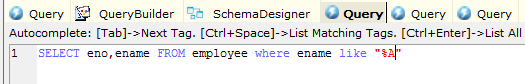 Query QueryBuilder SchemaDesigner Query Query Query
Autocomplete: [Tab]->Next Tag. [Ctrl+Space]->List Matching Tags. [Ctrl+Enter]->List All
1 SELECT eno,ename FROM employee where ename like "%A"